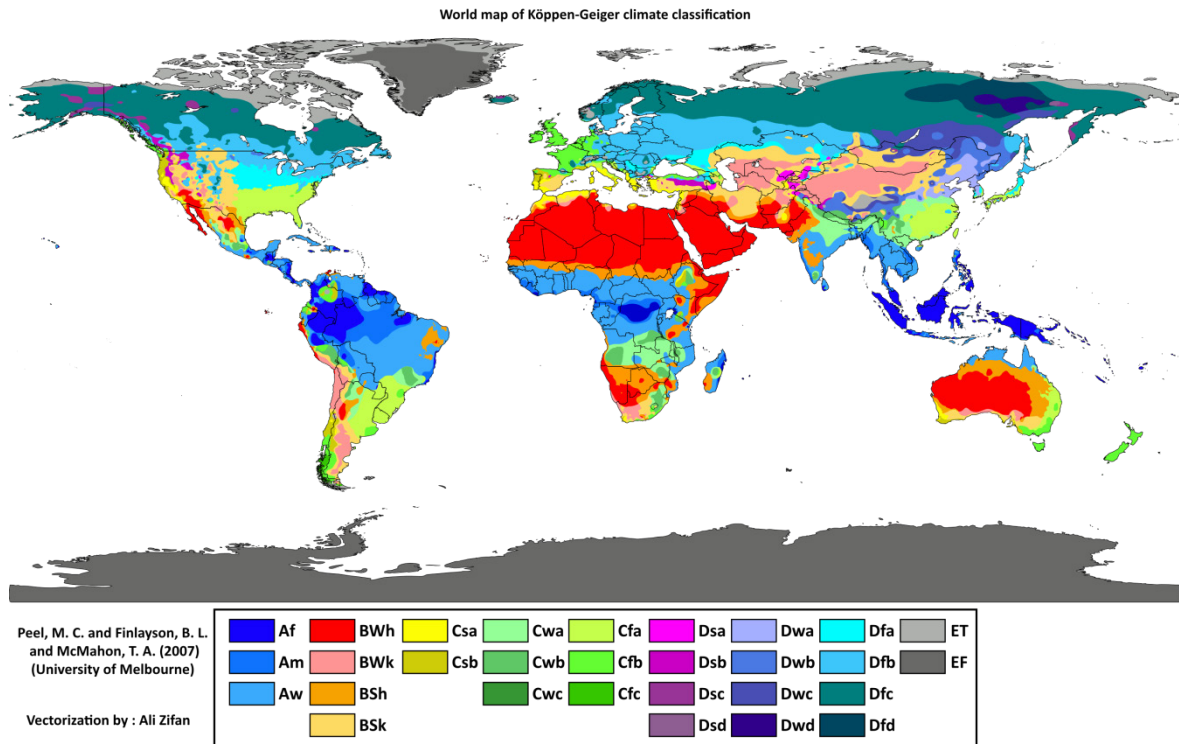 World map of Köppen-Geiger climate classification
Peel, M. C. and Finlayson, B. L.
and McMahon, T. A. (2007)
(University of Melbourne)
Vectorization by : Ali Zifan
Af BWh Csa Cwa Cfa Dsa Dwa Dfa ET
Am BWk Csb Cwb Cfb Dsb Dwb Dfb EF
Aw BSh Cwc Cfc Dsc Dwc Dfc
BSk Dsd Dwd Dfd